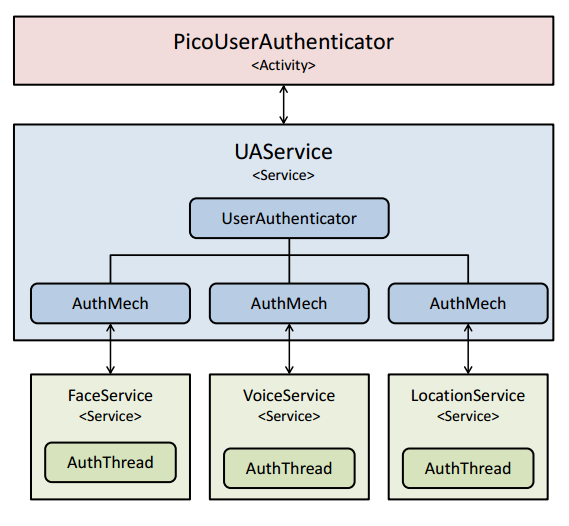 PicoUserAuthenticator
<Activity>
UAService
<Service>
UserAuthenticator
AuthMech AuthMech AuthMech
FaceService VoiceService LocationService
<Service> <Service> <Service>
AuthThread AuthThread AuthThread